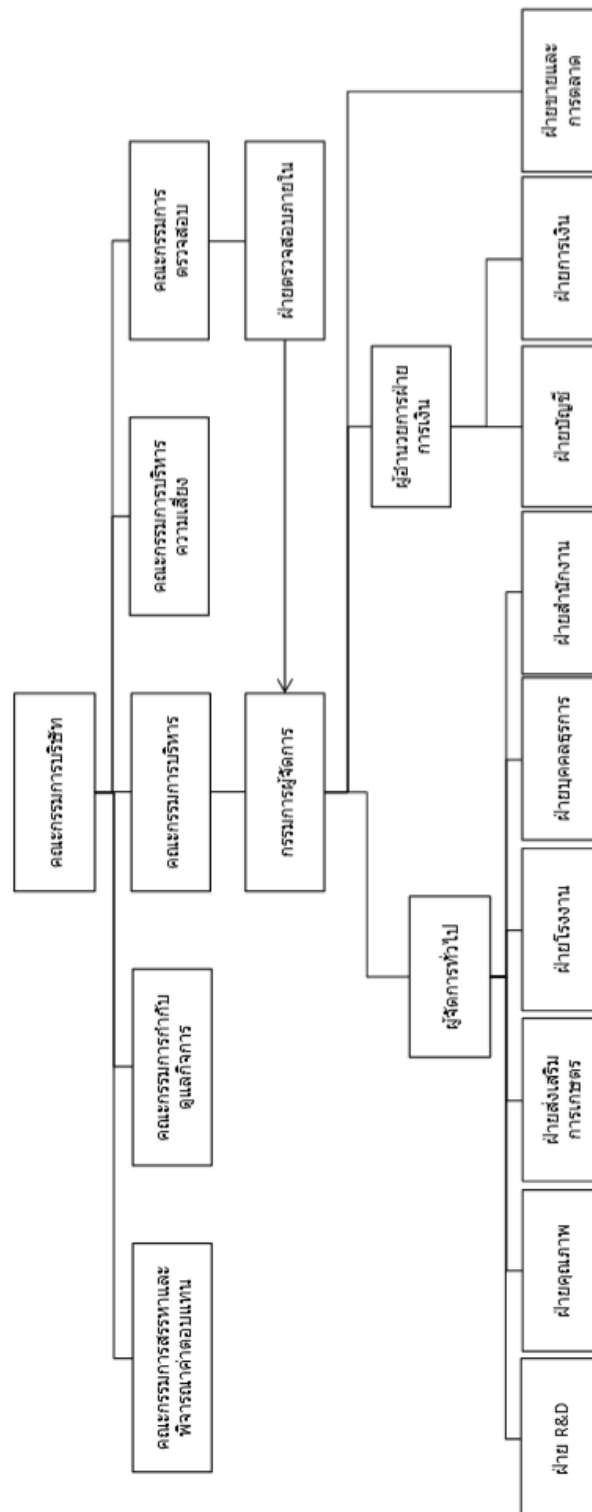 คณะกรรมการบริษัท
คณะกรรมการสรรหาและ
พิจารณาค่าตอบแทน
คณะกรรมการกำกับ
ดูแลกิจการ
คณะกรรมการบริหาร
คณะกรรมการบริหาร
ความเสี่ยง
คณะกรรมการ
ตรวจสอบ
กรรมการผู้จัดการ
ฝ่ายตรวจสอบภายใน
ผู้จัดการทั่วไป
ผู้อำนวยการฝ่าย
การเงิน
ฝ่าย R&D
ฝ่ายคุณภาพ
ฝ่ายส่งเสริม
การเกษตร
ฝ่ายโรงงาน
ฝ่ายบุคคลธุรการ
ฝ่ายสำนักงาน
ฝ่ายบัญชี
ฝ่ายการเงิน
ฝ่ายขายและ
การตลาด